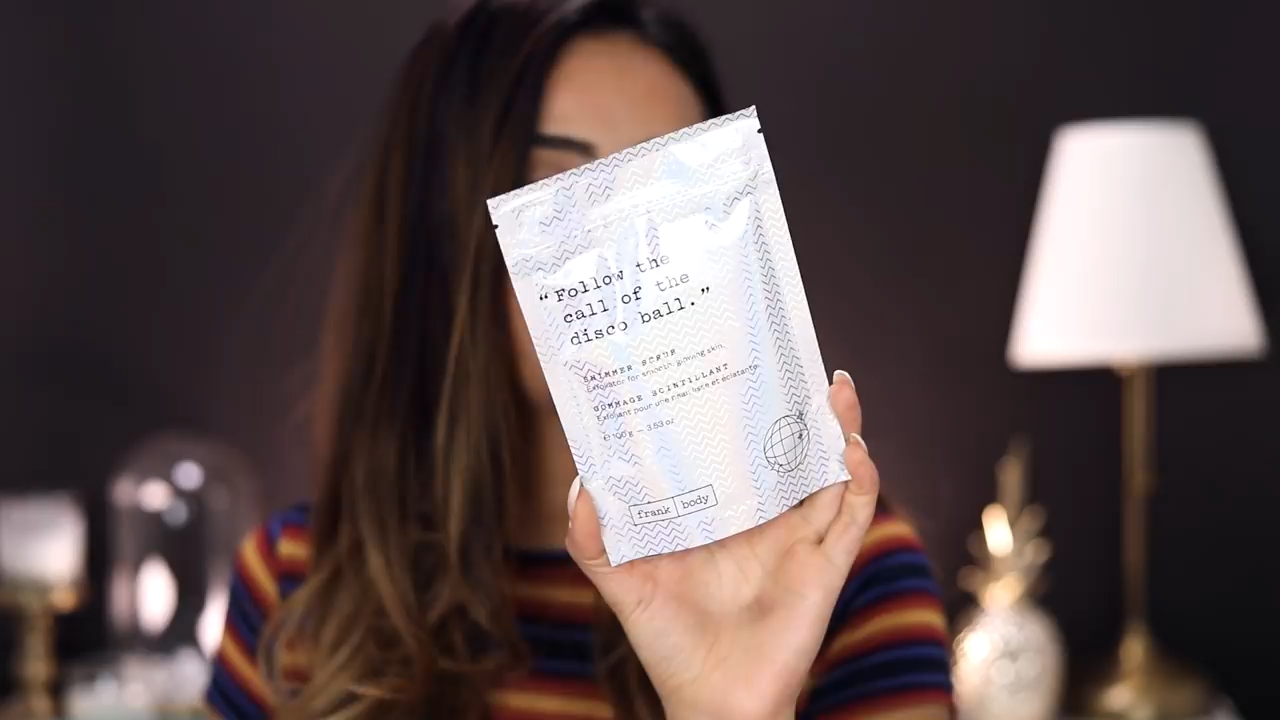 “Follow the
call of the
disco ball.”
SHIMMER SCRUB
Exfoliator for smooth, glowing skin.
GOMMAGE SCINTILLANT
Exfoliant pour une peau lisse et éclatante.
℮ 100 g — 3.53 oz
frank body